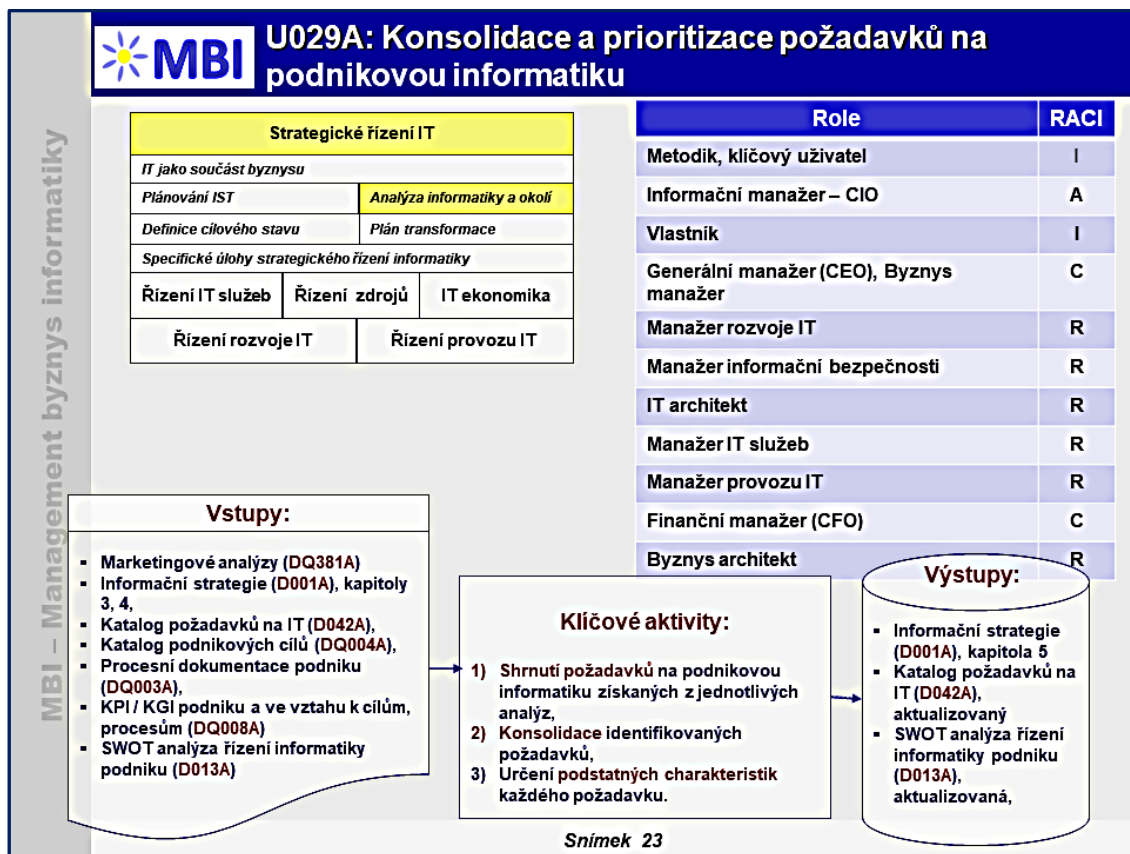 MBI
U029A: Konsolidace a prioritizace požadavků na
podnikovou informatiku
MBI – Management byznys informatiky
Strategické řízení IT
IT jako součást byznysu
Plánování IST
Analýza informatiky a okolí
Definice cílového stavu
Plán transformace
Specifické úlohy strategického řízení informatiky
Řízení IT služeb
Řízení zdrojů
IT ekonomika
Řízení rozvoje IT
Řízení provozu IT
Role RACI
Metodik, klíčový uživatel I
Informační manažer – CIO A
Vlastník I
Generální manažer (CEO), Byznys
manažer C
Manažer rozvoje IT R
Manažer informační bezpečnosti R
IT architekt R
Manažer IT služeb R
Manažer provozu IT R
Finanční manažer (CFO) C
Byznys architekt R
Vstupy:
▪ Marketingové analýzy (DQ381A)
▪ Informační strategie (D001A), kapitoly
3, 4,
▪ Katalog požadavků na IT (D042A),
▪ Katalog podnikových cílů (DQ004A),
▪ Procesní dokumentace podniku
(DQ003A),
▪ KPI / KGI podniku a ve vztahu k cílům,
procesům (DQ008A)
▪ SWOT analýza řízení informatiky
podniku (D013A)
Klíčové aktivity:
1) Shrnutí požadavků na podnikovou
informatiku získaných z jednotlivých
analýz,
2) Konsolidace identifikovaných
požadavků,
3) Určení podstatných charakteristik
každého požadavku.
Výstupy:
▪ Informační strategie
(D001A), kapitola 5
▪ Katalog požadavků na
IT (D042A),
aktualizovaný
▪ SWOT analýza řízení
informatiky podniku
(D013A),
aktualizovaná,
Snímek 23